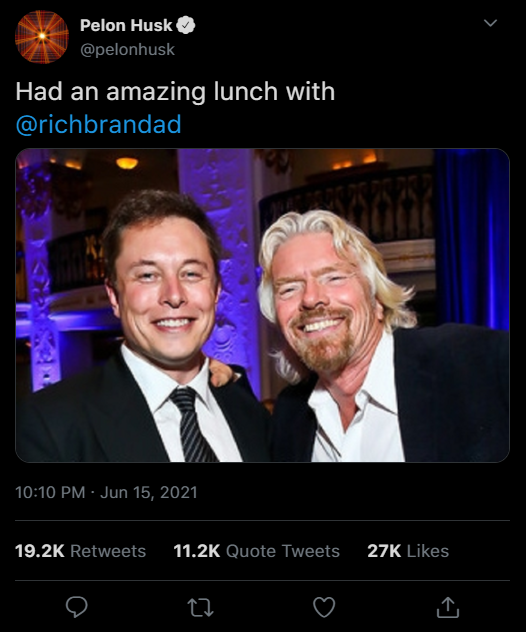 Pelon Husk
@pelonhusk
Had an amazing lunch with
@richbrandad
10:10 PM · Jun 15, 2021
19.2K Retweets 11.2K Quote Tweets 27K Likes